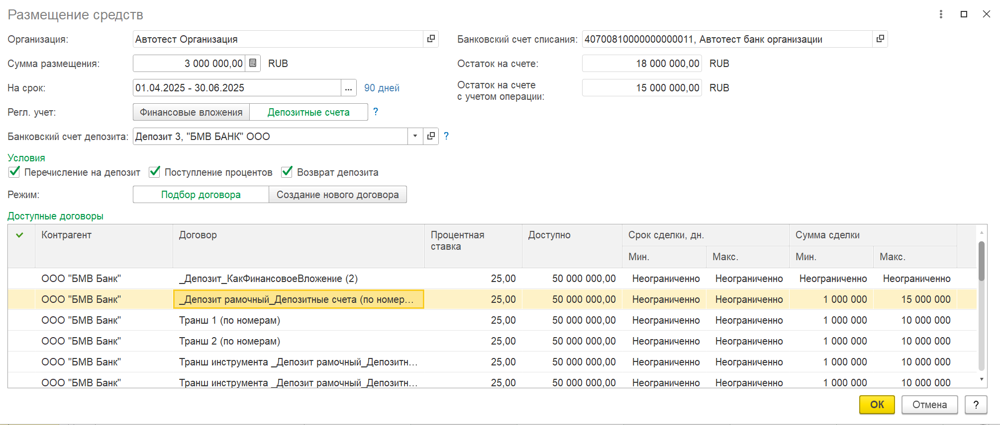 Размещение средств
Организация: Автотест Организация Банковский счет списания: 40700810000000000011, Автотест банк организации
Сумма размещения: 3 000 000,00 RUB Остаток на счете: 18 000 000,00 RUB
На срок: 01.04.2025 - 30.06.2025 ... 90 дней Остаток на счете
с учетом операции: 15 000 000,00 RUB
Регл. учет: Финансовые вложения Депозитные счета ?
Банковский счет депозита: Депозит 3, "БМВ БАНК" ООО ?
Условия
Перечисление на депозит Поступление процентов Возврат депозита
Режим: Подбор договора Создание нового договора
Доступные договоры
Контрагент Договор Процентная ставка Доступно Срок сделки, дн. Сумма сделки
Мин. Макс. Мин. Макс.
ООО "БМВ Банк" _Депозит_КакФинансовоеВложение (2) 25,00 50 000 000,00 Неограниченно Неограниченно Неограниченно Неограниченно
ООО "БМВ Банк" _Депозит рамочный_Депозитные счета (по номер... 25,00 50 000 000,00 Неограниченно Неограниченно 1 000 000 15 000 000
ООО "БМВ Банк" Транш 1 (по номерам) 25,00 50 000 000,00 Неограниченно Неограниченно 1 000 000 10 000 000
ООО "БМВ Банк" Транш 2 (по номерам) 25,00 50 000 000,00 Неограниченно Неограниченно 1 000 000 10 000 000
ООО "БМВ Банк" Транш инструмента _Депозит рамочный_Депозитн... 25,00 50 000 000,00 Неограниченно Неограниченно 1 000 000 10 000 000
ООО "БМВ Банк" Транш инструмента _Депозит рамочный_Депозитн... 25,00 50 000 000,00 Неограниченно Неограниченно 1 000 000 10 000 000
ОК Отмена ?